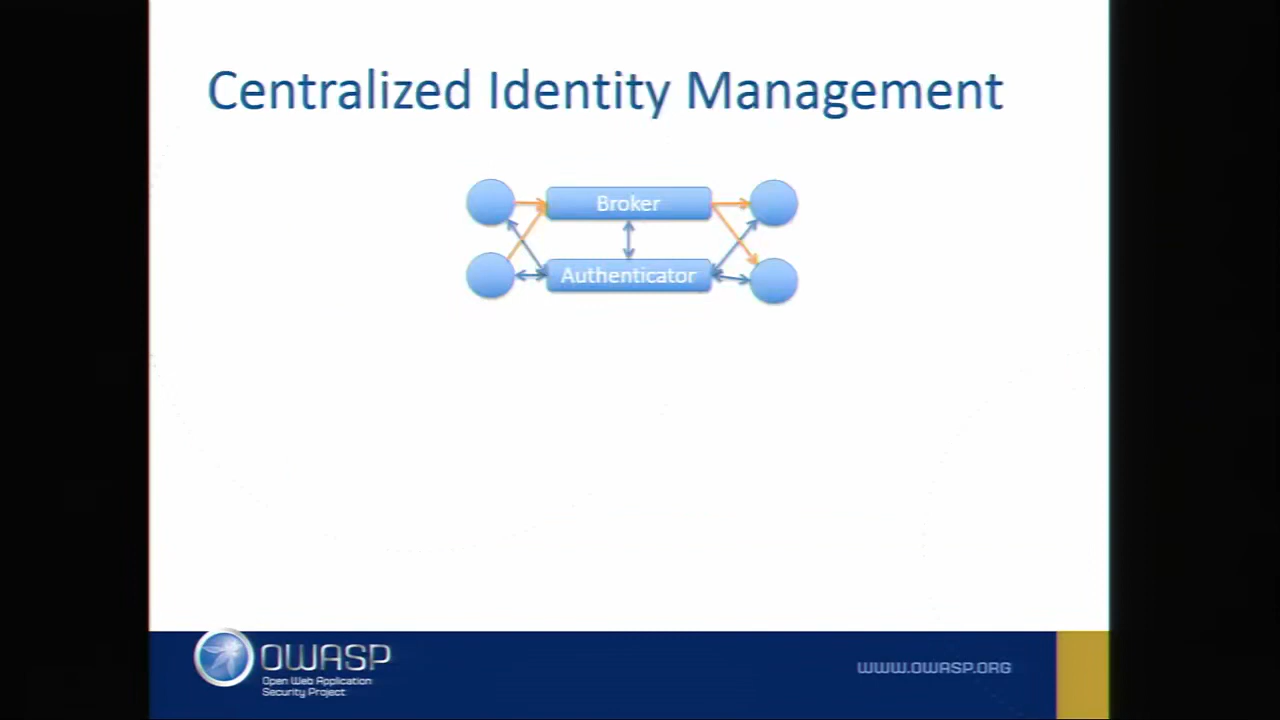 Centralized Identity Management
Broker
Authenticator
OWASP
Open Web Application
Security Project
WWW.OWASP.ORG